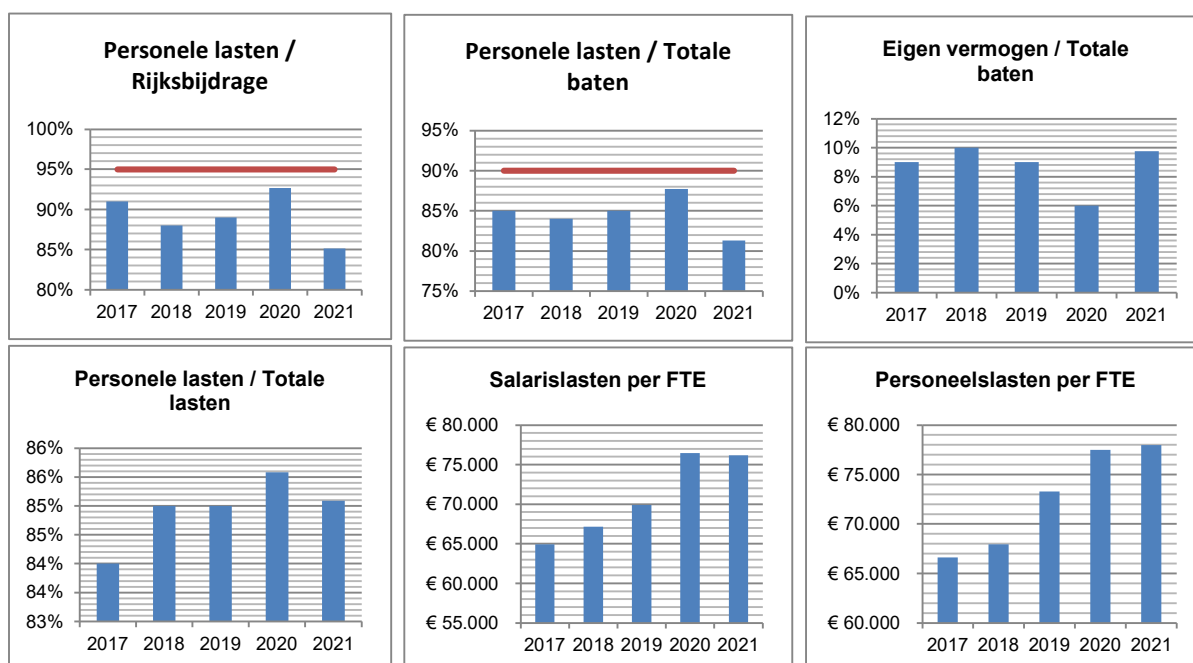 Personele lasten /
Rijksbijdrage
100%
95%
90%
85%
80%
2017 2018 2019 2020 2021
Personele lasten / Totale
baten
95%
90%
85%
80%
75%
2017 2018 2019 2020 2021
Eigen vermogen / Totale
baten
12%
10%
8%
6%
4%
2%
0%
2017 2018 2019 2020 2021
Personele lasten / Totale
lasten
86%
86%
85%
85%
84%
84%
83%
2017 2018 2019 2020 2021
Salarislasten per FTE
€ 80.000
€ 75.000
€ 70.000
€ 65.000
€ 60.000
€ 55.000
2017 2018 2019 2020 2021
Personeelslasten per FTE
€ 80.000
€ 75.000
€ 70.000
€ 65.000
€ 60.000
2017 2018 2019 2020 2021